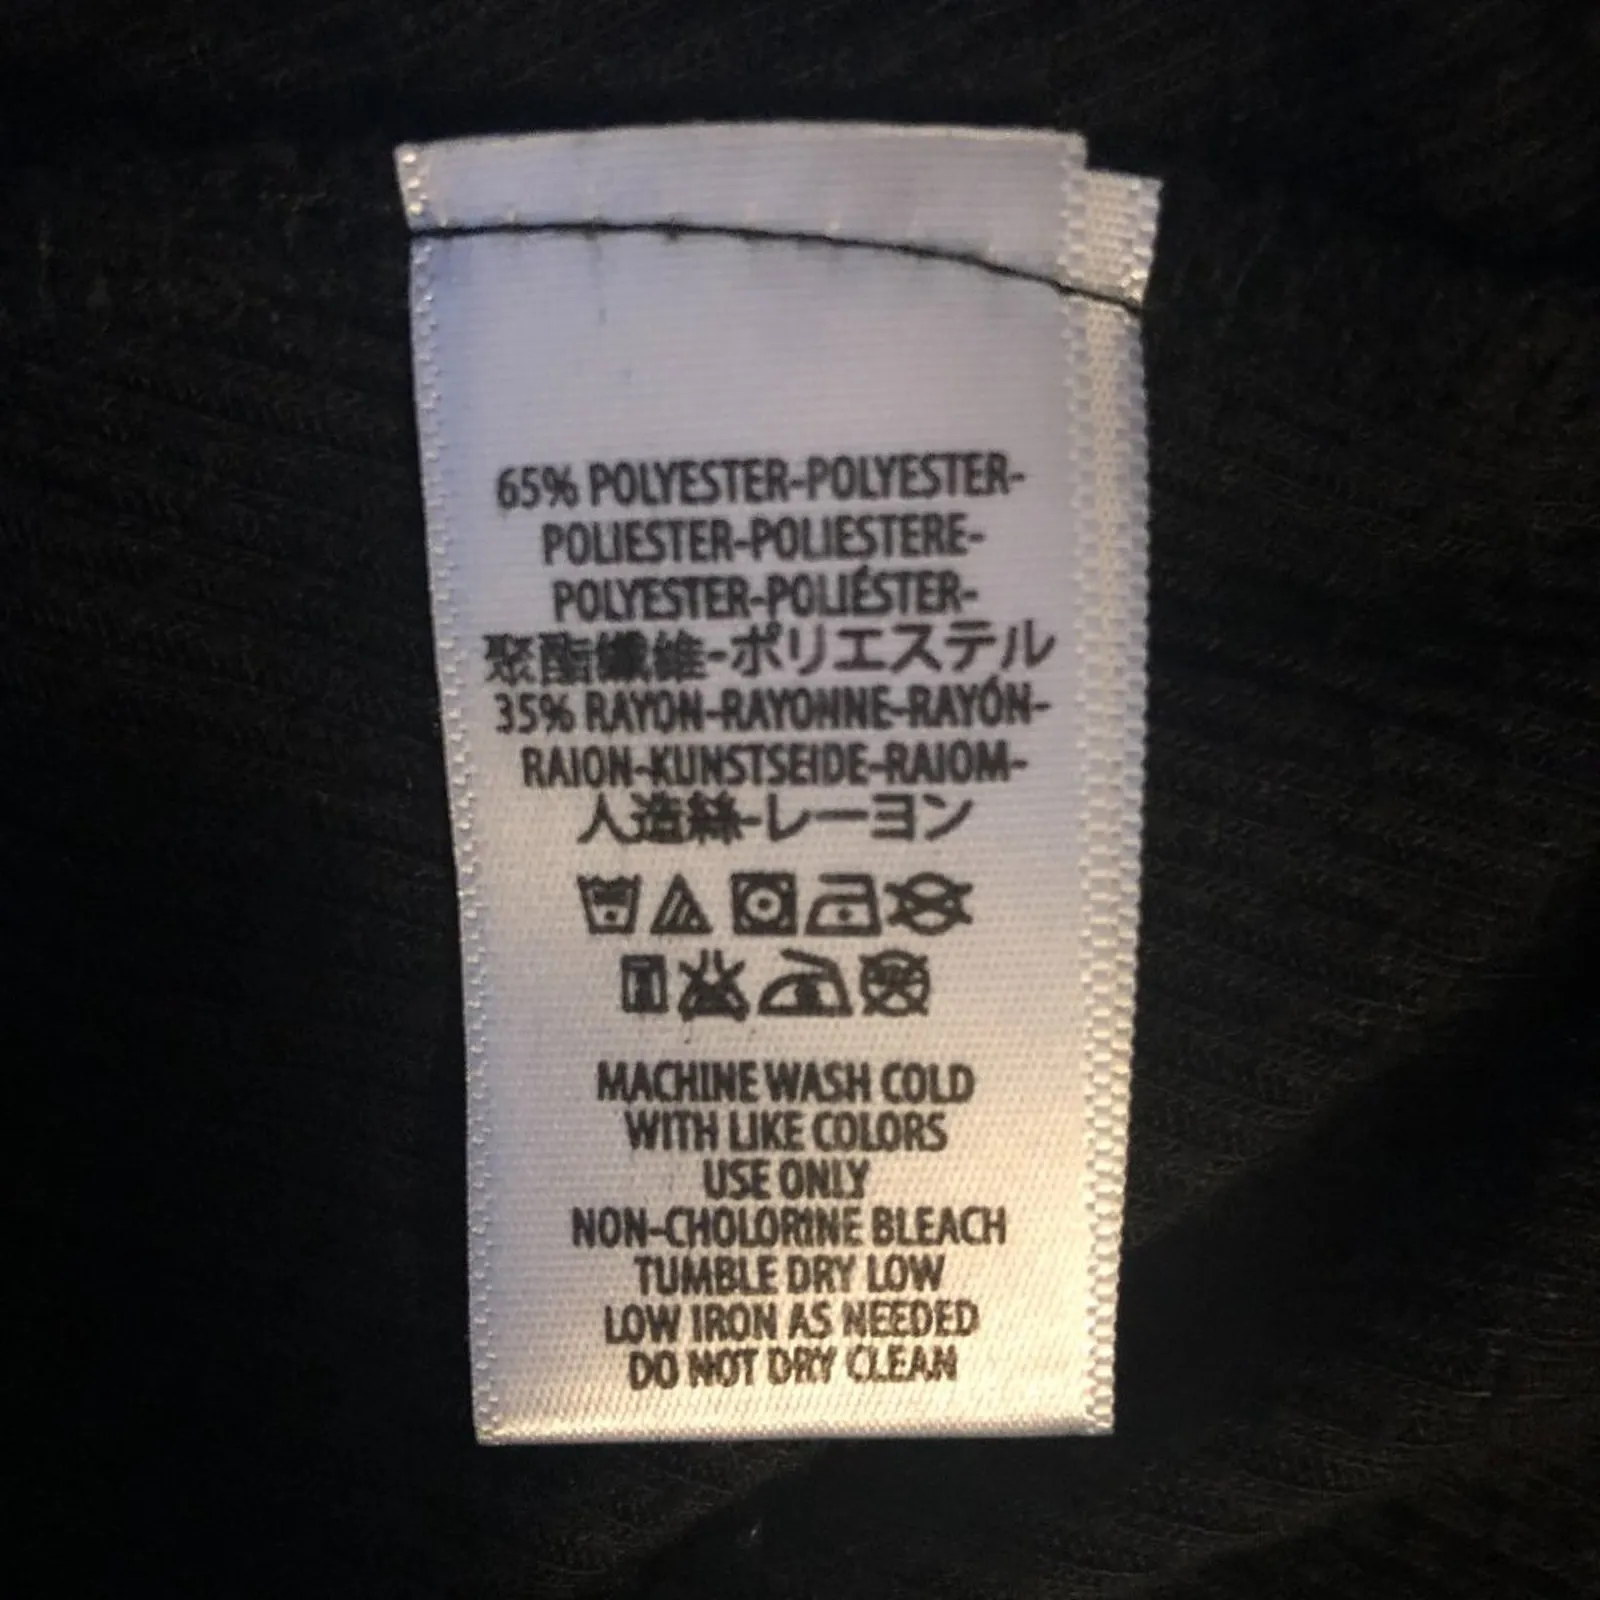 65% POLYESTER-POLYESTER-
POLIESTER-POLIESTERE-
POLYESTER-POLIÉSTER-
聚酯纖維-ポリエステル
35% RAYON-RAYONNE-RAYÓN-
RAION-KUNSTSEIDE-RAIOM-
人造絲-レーヨン
MACHINE WASH COLD
WITH LIKE COLORS
USE ONLY
NON-CHOLORINE BLEACH
TUMBLE DRY LOW
LOW IRON AS NEEDED
DO NOT DRY CLEAN